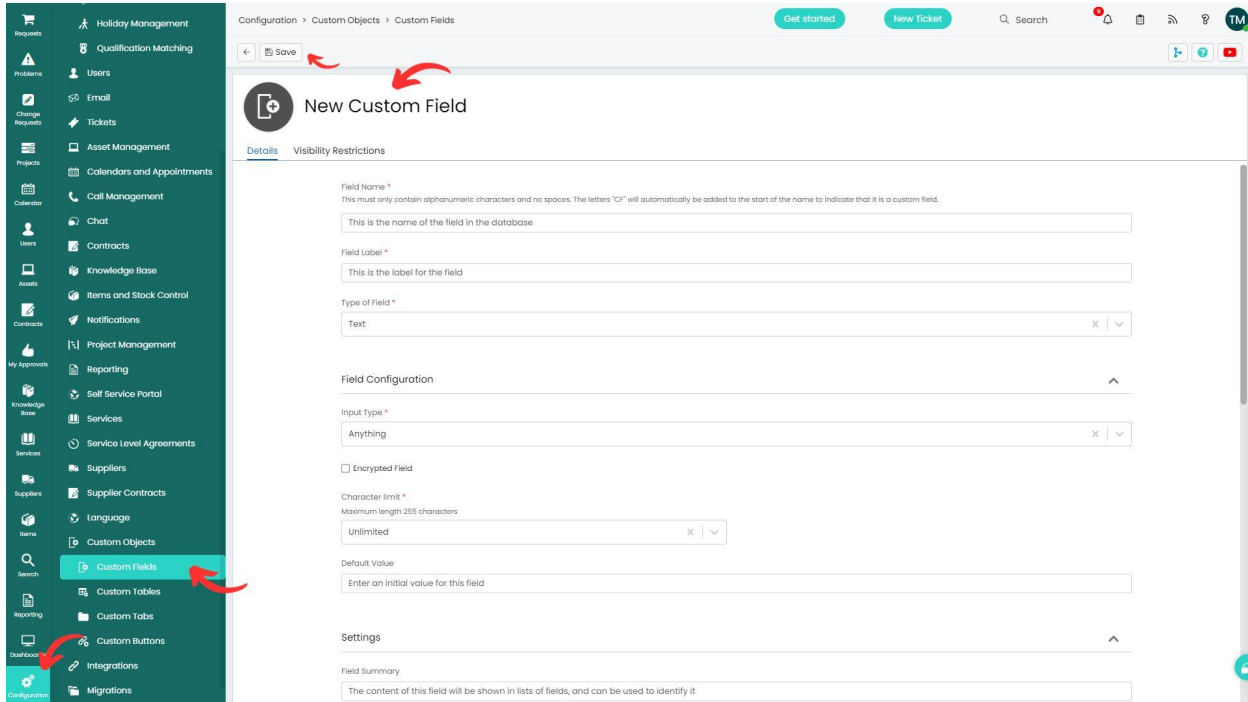 Requests
Problems
Change
Requests
Projects
Calendar
Users
Assets
Contracts
My Approvals
Knowledge
Base
Services
Suppliers
Items
Search
Reporting
Configuration
Holiday Management
Qualification Matching
Users
Email
Tickets
Asset Management
Calendars and Appointments
Call Management
Chat
Contracts
Knowledge Base
Items and Stock Control
Notifications
Project Management
Reporting
Self Service Portal
Services
Service Level Agreements
Suppliers
Supplier Contracts
Language
Custom Objects
Custom Fields
Custom Tables
Custom Tabs
Custom Buttons
Integrations
Migrations
Configuration > Custom Objects > Custom Fields
Get started
New Ticket
Search
9
TM
Save
New Custom Field
Details Visibility Restrictions
Field Name *
This must only contain alphanumeric characters and no spaces. The letters "CF" will automatically be added to the start of the name to indicate that it is a custom field.
This is the name of the field in the database
Field Label *
This is the label for the field
Type of Field *
Text
Field Configuration
Input Type *
Anything
Encrypted Field
Character limit *
Maximum length 255 characters
Unlimited
Default Value
Enter an initial value for this field
Settings
Field Summary
The content of this field will be shown in lists of fields, and can be used to identify it